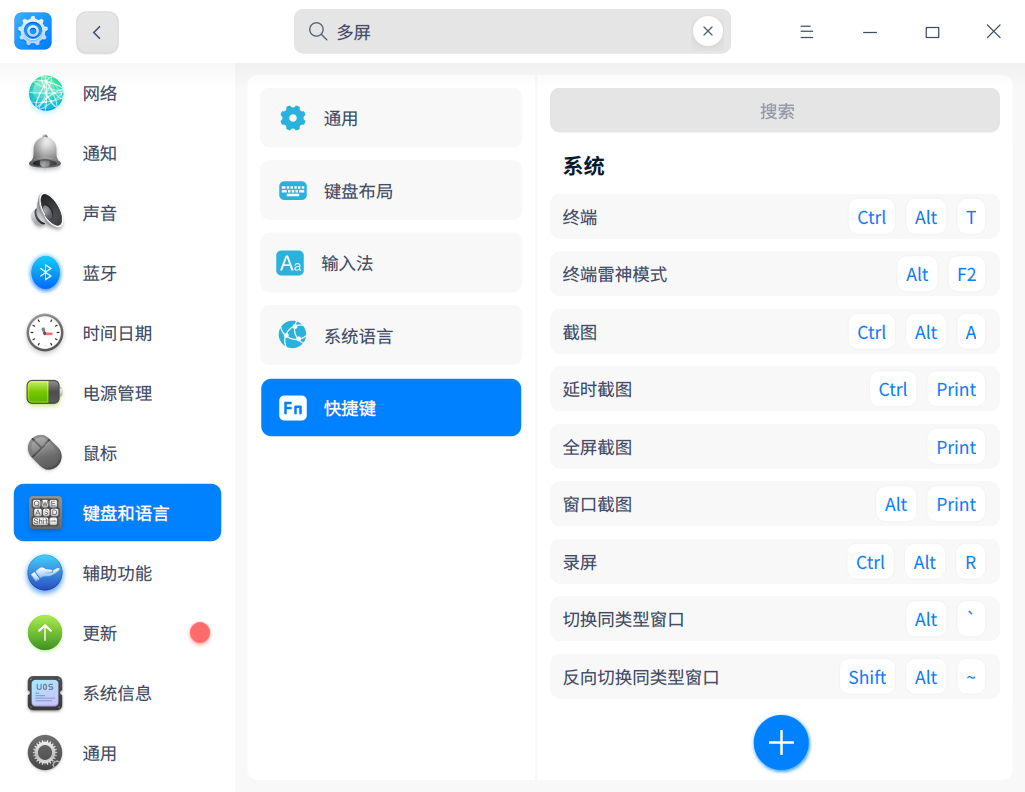 多屏
网络
通知
声音
蓝牙
时间日期
电源管理
鼠标
键盘和语言
辅助功能
更新
系统信息
通用
通用
键盘布局
Aa 输入法
系统语言
Fn 快捷键
搜索
系统
终端 Ctrl Alt T
终端雷神模式 Alt F2
截图 Ctrl Alt A
延时截图 Ctrl Print
全屏截图 Print
窗口截图 Alt Print
录屏 Ctrl Alt R
切换同类型窗口 Alt `
反向切换同类型窗口 Shift Alt ~